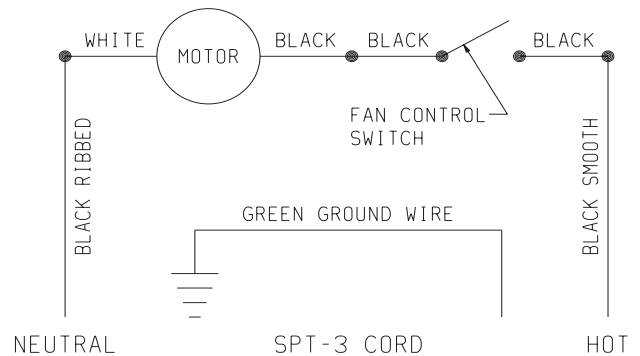 WHITE
MOTOR
BLACK
BLACK
BLACK
FAN CONTROL
SWITCH
BLACK RIBBED
BLACK SMOOTH
GREEN GROUND WIRE
NEUTRAL
SPT-3 CORD
HOT